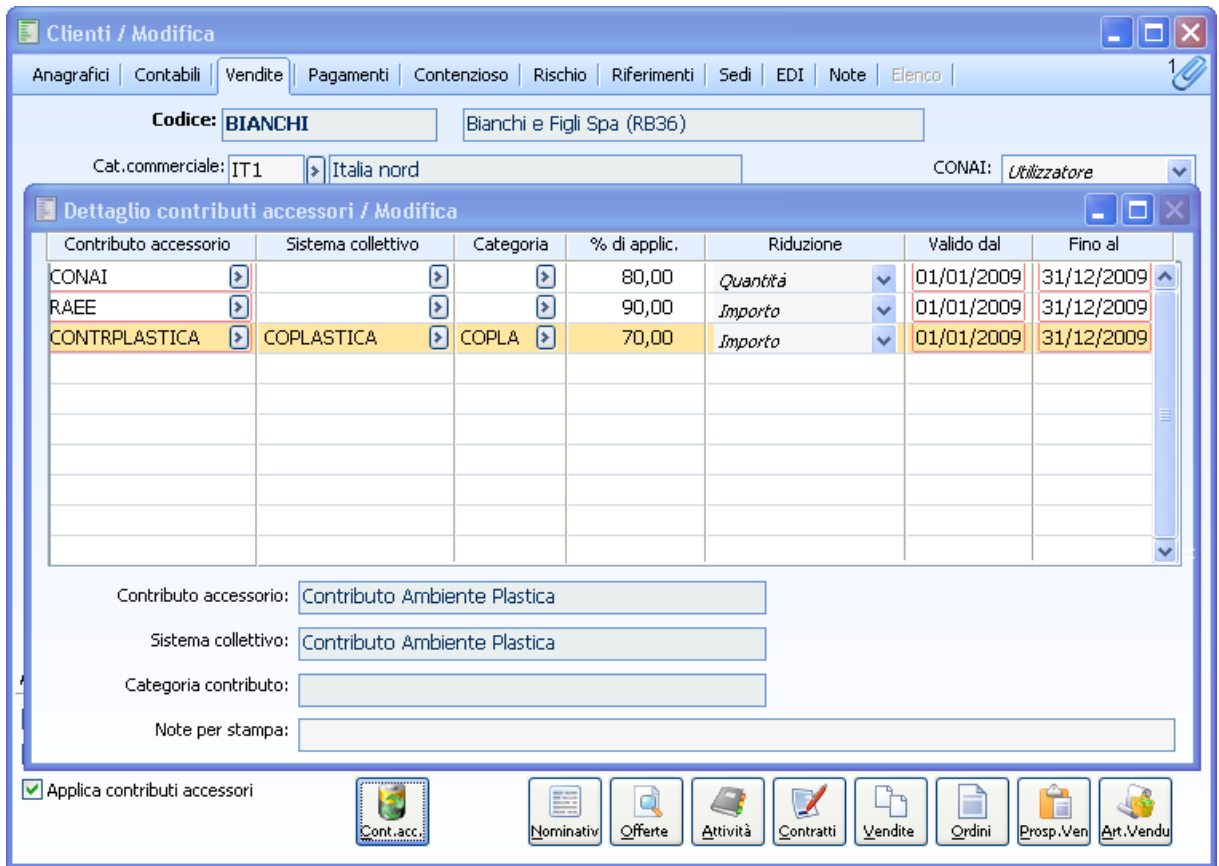 Clienti / Modifica
Anagrafici Contabili Vendite Pagamenti Contenzioso Rischio Riferimenti Sedi EDI Note Elenco 1
Codice: BIANCHI Bianchi e Figli Spa (RB36)
Cat.commerciale: IT1 Italia nord CONAI: Utilizzatore
Dettaglio contributi accessori / Modifica
Contributo accessorio Sistema collettivo Categoria % di applic. Riduzione Valido dal Fino al
CONAI 80,00 Quantità 01/01/2009 31/12/2009
RAEE 90,00 Importo 01/01/2009 31/12/2009
CONTRPLASTICA COPLASTICA COPLA 70,00 Importo 01/01/2009 31/12/2009
Contributo accessorio: Contributo Ambiente Plastica
Sistema collettivo: Contributo Ambiente Plastica
Categoria contributo:
Note per stampa:
Applica contributi accessori
Cont.acc. Nominativ Offerte Attività Contratti Vendite Ordini Prosp.Ven Art.Vendu